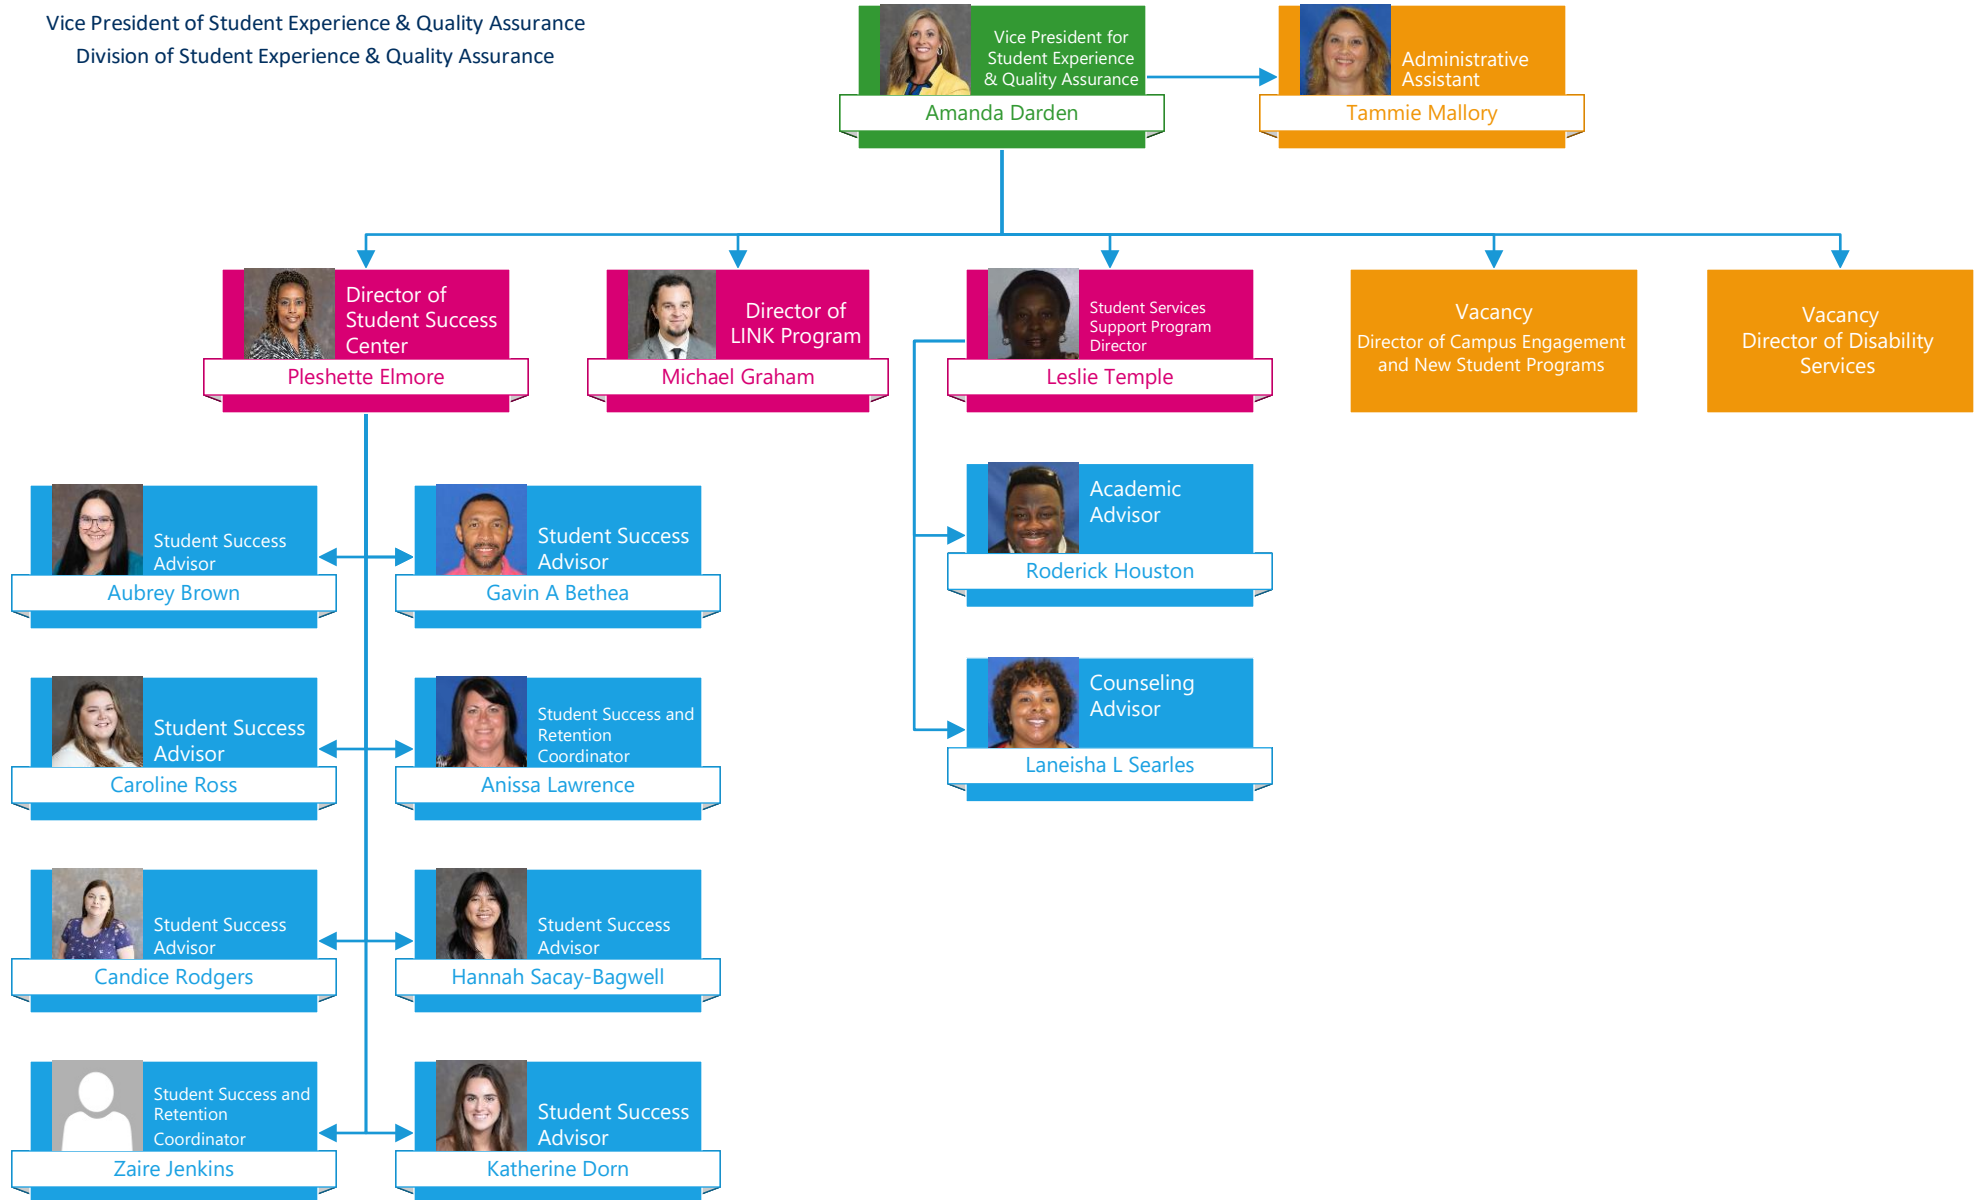 Vice President of Student Experience & Quality Assurance
Division of Student Experience & Quality Assurance
Vice President for
Student Experience
& Quality Assurance
Amanda Darden
Administrative
Assistant
Tammie Mallory
Director of
Student Success
Center
Pleshette Elmore
Director of
LINK Program
Michael Graham
Student Services
Support Program
Director
Leslie Temple
Vacancy
Director of Campus Engagement
and New Student Programs
Vacancy
Director of Disability
Services
Student Success
Advisor
Aubrey Brown
Student Success
Advisor
Gavin A Bethea
Academic
Advisor
Roderick Houston
Student Success
Advisor
Caroline Ross
Student Success and
Retention
Coordinator
Anissa Lawrence
Counseling
Advisor
Laneisha L Searles
Student Success
Advisor
Candice Rodgers
Student Success
Advisor
Hannah Sacay-Bagwell
Student Success and
Retention
Coordinator
Zaire Jenkins
Student Success
Advisor
Katherine Dorn